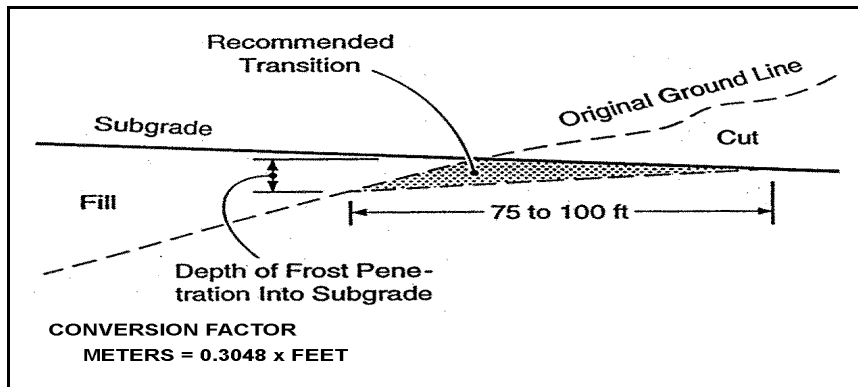 Recommended
Transition
Original Ground Line
Subgrade
Cut
Fill
75 to 100 ft
Depth of Frost Pene-
tration Into Subgrade
CONVERSION FACTOR
METERS = 0.3048 x FEET